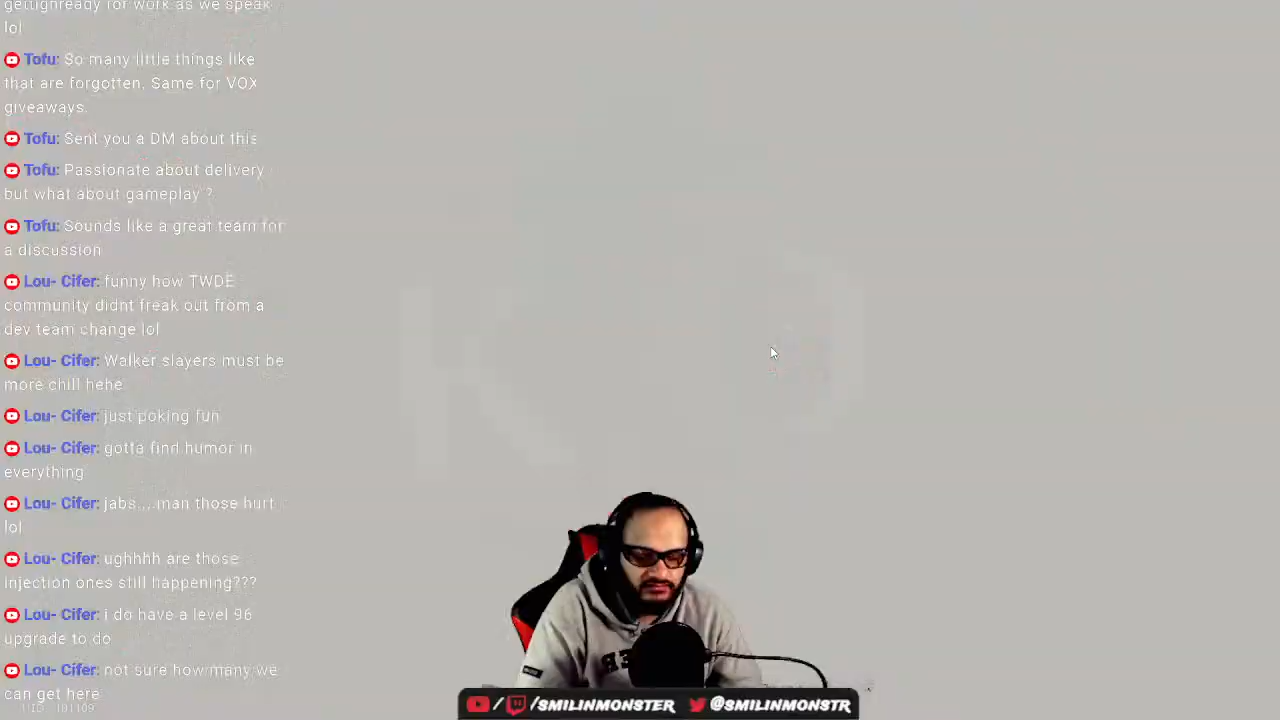 gettighready for work as we speak
lol
Tofu: So many little things like
that are forgotten. Same for VOX
giveaways.
Tofu: Sent you a DM about this
Tofu: Passionate about delivery
but what about gameplay ?
Tofu: Sounds like a great team for
a discussion
Lou- Cifer: funny how TWDE
community didnt freak out from a
dev team change lol
Lou- Cifer: Walker slayers must be
more chill hehe
Lou- Cifer: just poking fun
Lou- Cifer: gotta find humor in
everything
Lou- Cifer: jabs.... man those hurt
lol
Lou- Cifer: ughhhh are those
injection ones still happening???
Lou- Cifer: i do have a level 96
upgrade to do
Lou- Cifer: not sure how many we
can get here
/ /SMILINMONSTER @SMILINMONSTR